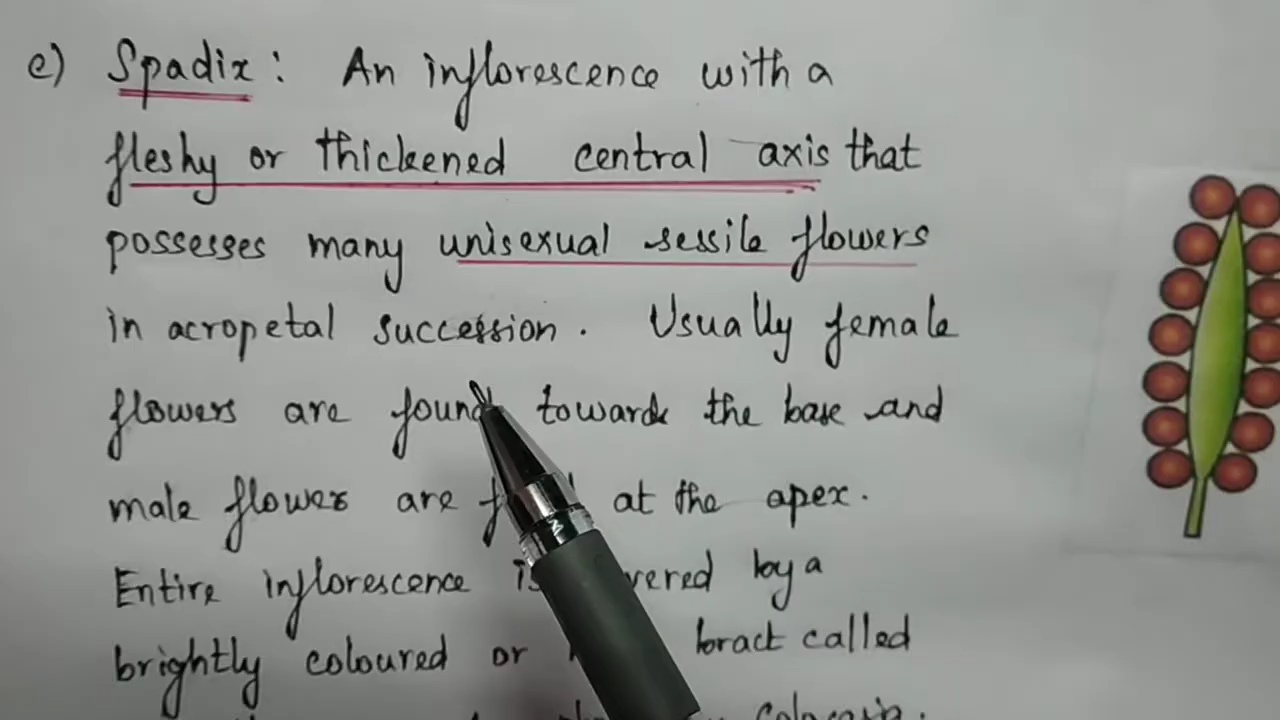 e) Spadix: An inflorescence with a
fleshy or thickened central axis that
possesses many unisexual sessile flowers
in acropetal succession. Usually female
flowers are found towards the base and
male flowers are at the apex.
Entire inflorescence by a
brightly coloured or bract called
colocasia.